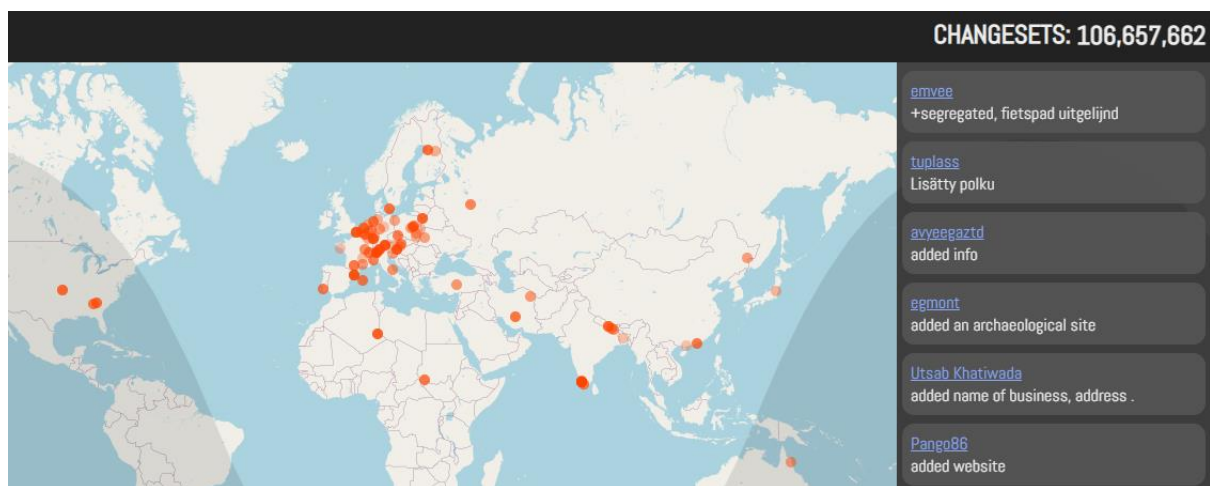 CHANGESETS: 106,657,662
emvee
+segregated, fietspad uitgelijnd
tuplass
Lisätty polku
avyeegaztd
added info
egmont
added an archaeological site
Utsab Khatiwada
added name of business, address .
Pango86
added website